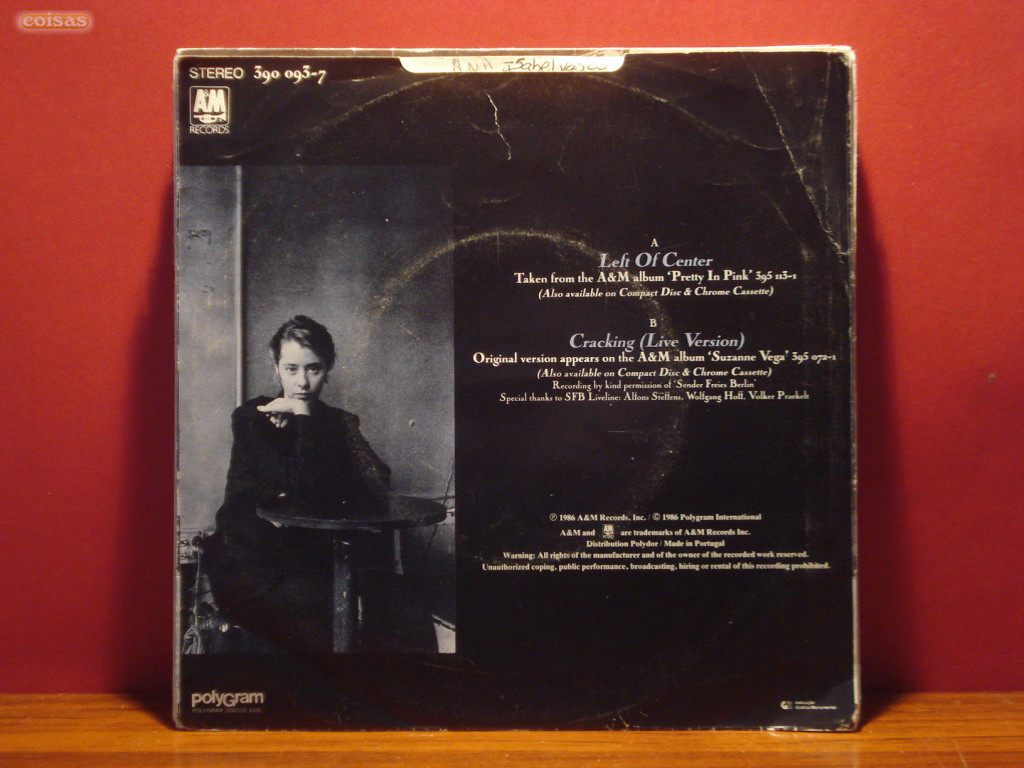 coisas
ANA Isabel
STEREO 390 093-7
A&M
RECORDS
A
Left Of Center
Taken from the A&M album ‘Pretty In Pink’ 395 113-1
(Also available on Compact Disc & Chrome Cassette)
B
Cracking (Live Version)
Original version appears on the A&M album ‘Suzanne Vega’ 395 072-1
(Also available on Compact Disc & Chrome Cassette)
Recording by kind permission of ‘Sender Freies Berlin’
Special thanks to SFB Liveline: Alfons Steffens, Wolfgang Hoff, Volker Praekelt
℗ 1986 A&M Records, Inc. / © 1986 Polygram International
A&M and A&M are trademarks of A&M Records Inc.
Distribution Polydor / Made in Portugal
Warning: All rights of the manufacturer and of the owner of the recorded work reserved.
Unauthorized coping, public performance, broadcasting, hiring or rental of this recording prohibited.
polyGram